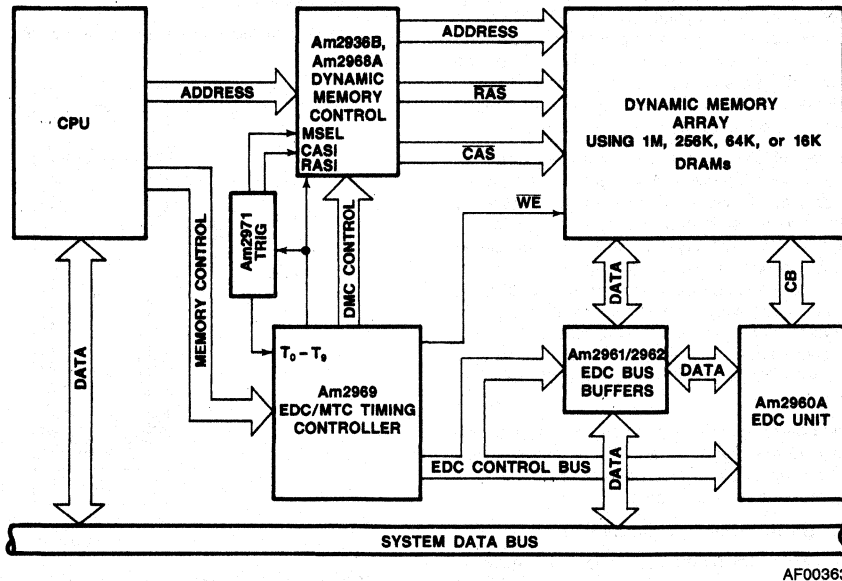 CPU
ADDRESS
Am2936B,
Am2968A
DYNAMIC
MEMORY
CONTROL
MSEL
CASI
RASI
ADDRESS
RAS
CAS
DYNAMIC MEMORY
ARRAY
USING 1M, 256K, 64K, or 16K
DRAMs
WE
Am2971
TRIG
MEMORY CONTROL
DMC CONTROL
DATA
T0 – T9
Am2969
EDC/MTC TIMING
CONTROLLER
DATA
CB
Am2961/2962
EDC BUS
BUFFERS
DATA
Am2960A
EDC UNIT
EDC CONTROL BUS
DATA
SYSTEM DATA BUS